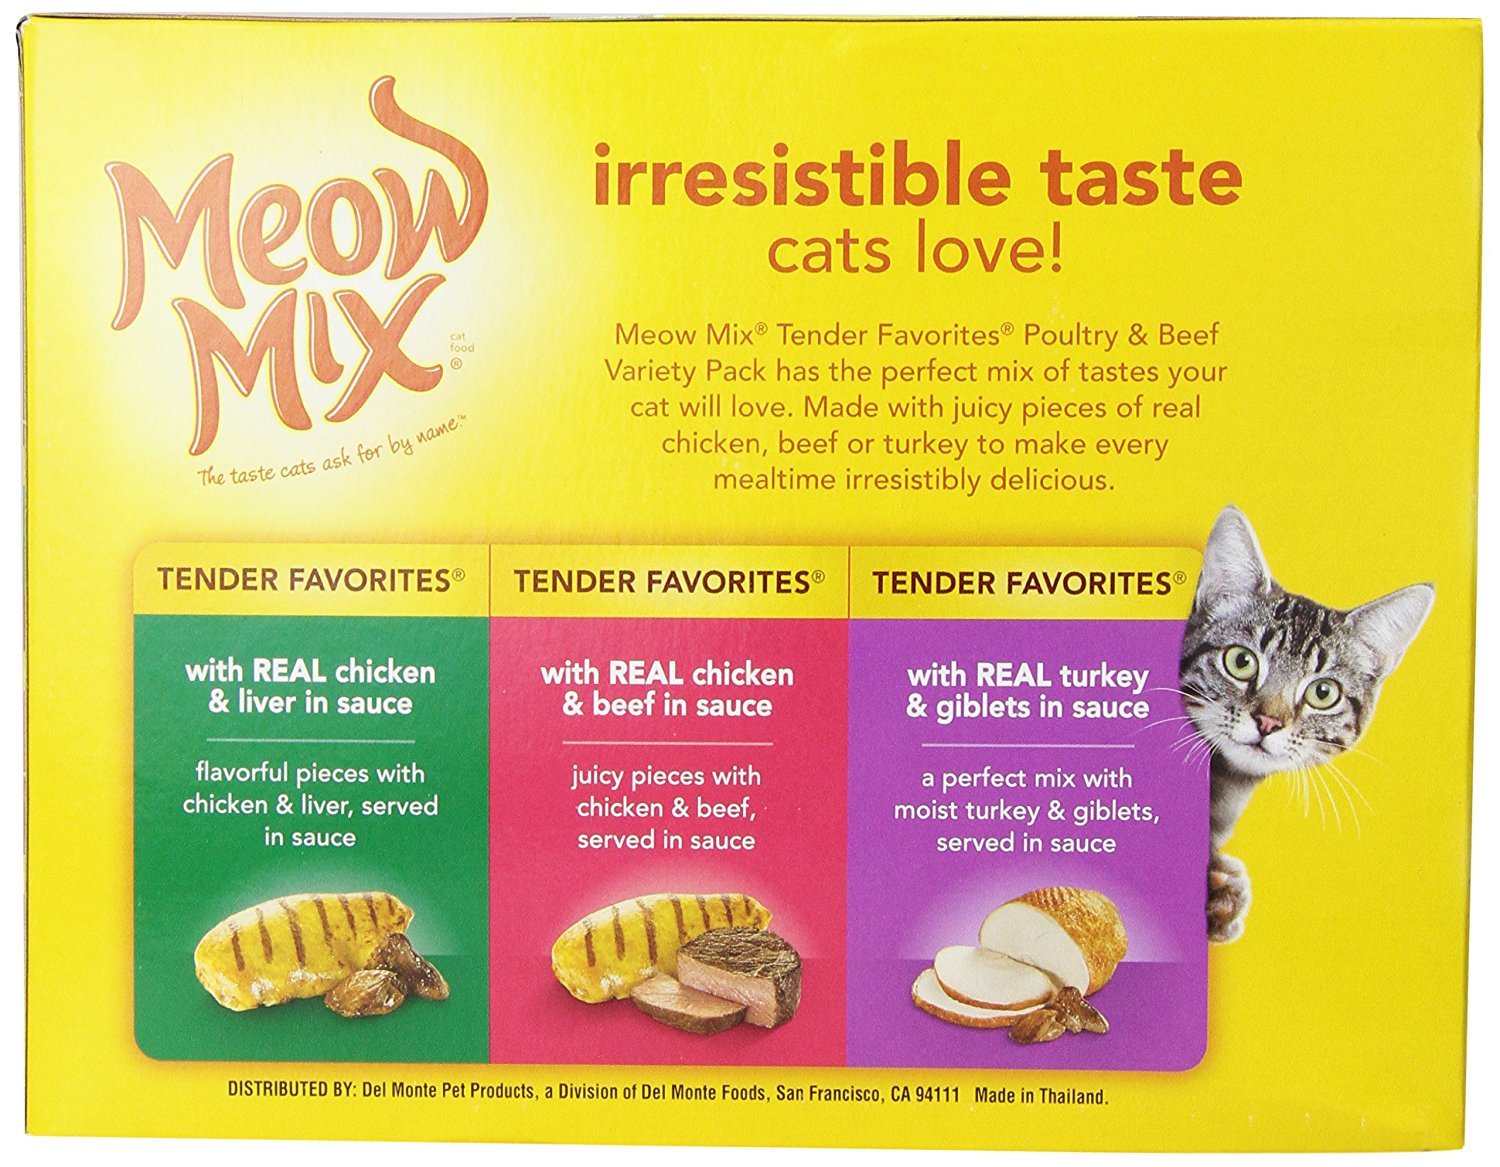 Meow
Mix
cat
food
®
The taste cats ask for by name.™
irresistible taste
cats love!
Meow Mix® Tender Favorites® Poultry & Beef
Variety Pack has the perfect mix of tastes your
cat will love. Made with juicy pieces of real
chicken, beef or turkey to make every
mealtime irresistibly delicious.
TENDER FAVORITES®
with REAL chicken
& liver in sauce
flavorful pieces with
chicken & liver, served
in sauce
TENDER FAVORITES®
with REAL chicken
& beef in sauce
juicy pieces with
chicken & beef,
served in sauce
TENDER FAVORITES®
with REAL turkey
& giblets in sauce
a perfect mix with
moist turkey & giblets,
served in sauce
DISTRIBUTED BY: Del Monte Pet Products, a Division of Del Monte Foods, San Francisco, CA 94111 Made in Thailand.